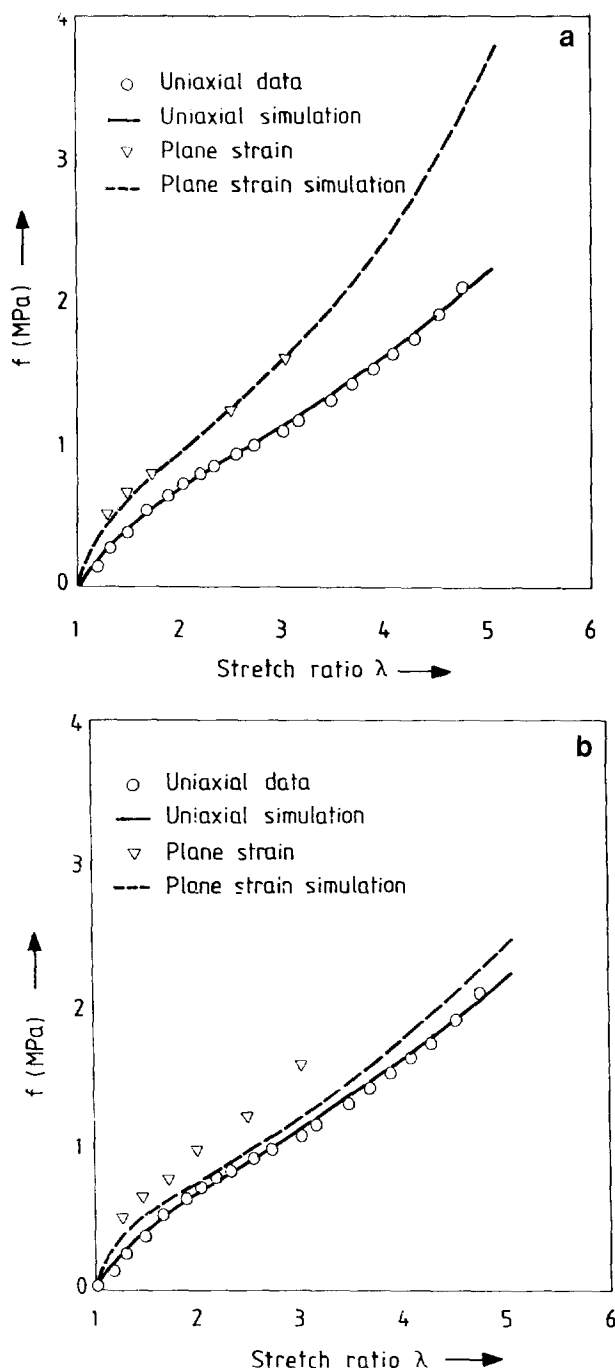 a
4
3
2
1
0
f (MPa)
Uniaxial data
Uniaxial simulation
Plane strain
Plane strain simulation
1 2 3 4 5 6
Stretch ratio λ
b
4
3
2
1
0
f (MPa)
Uniaxial data
Uniaxial simulation
Plane strain
Plane strain simulation
1 2 3 4 5 6
Stretch ratio λ